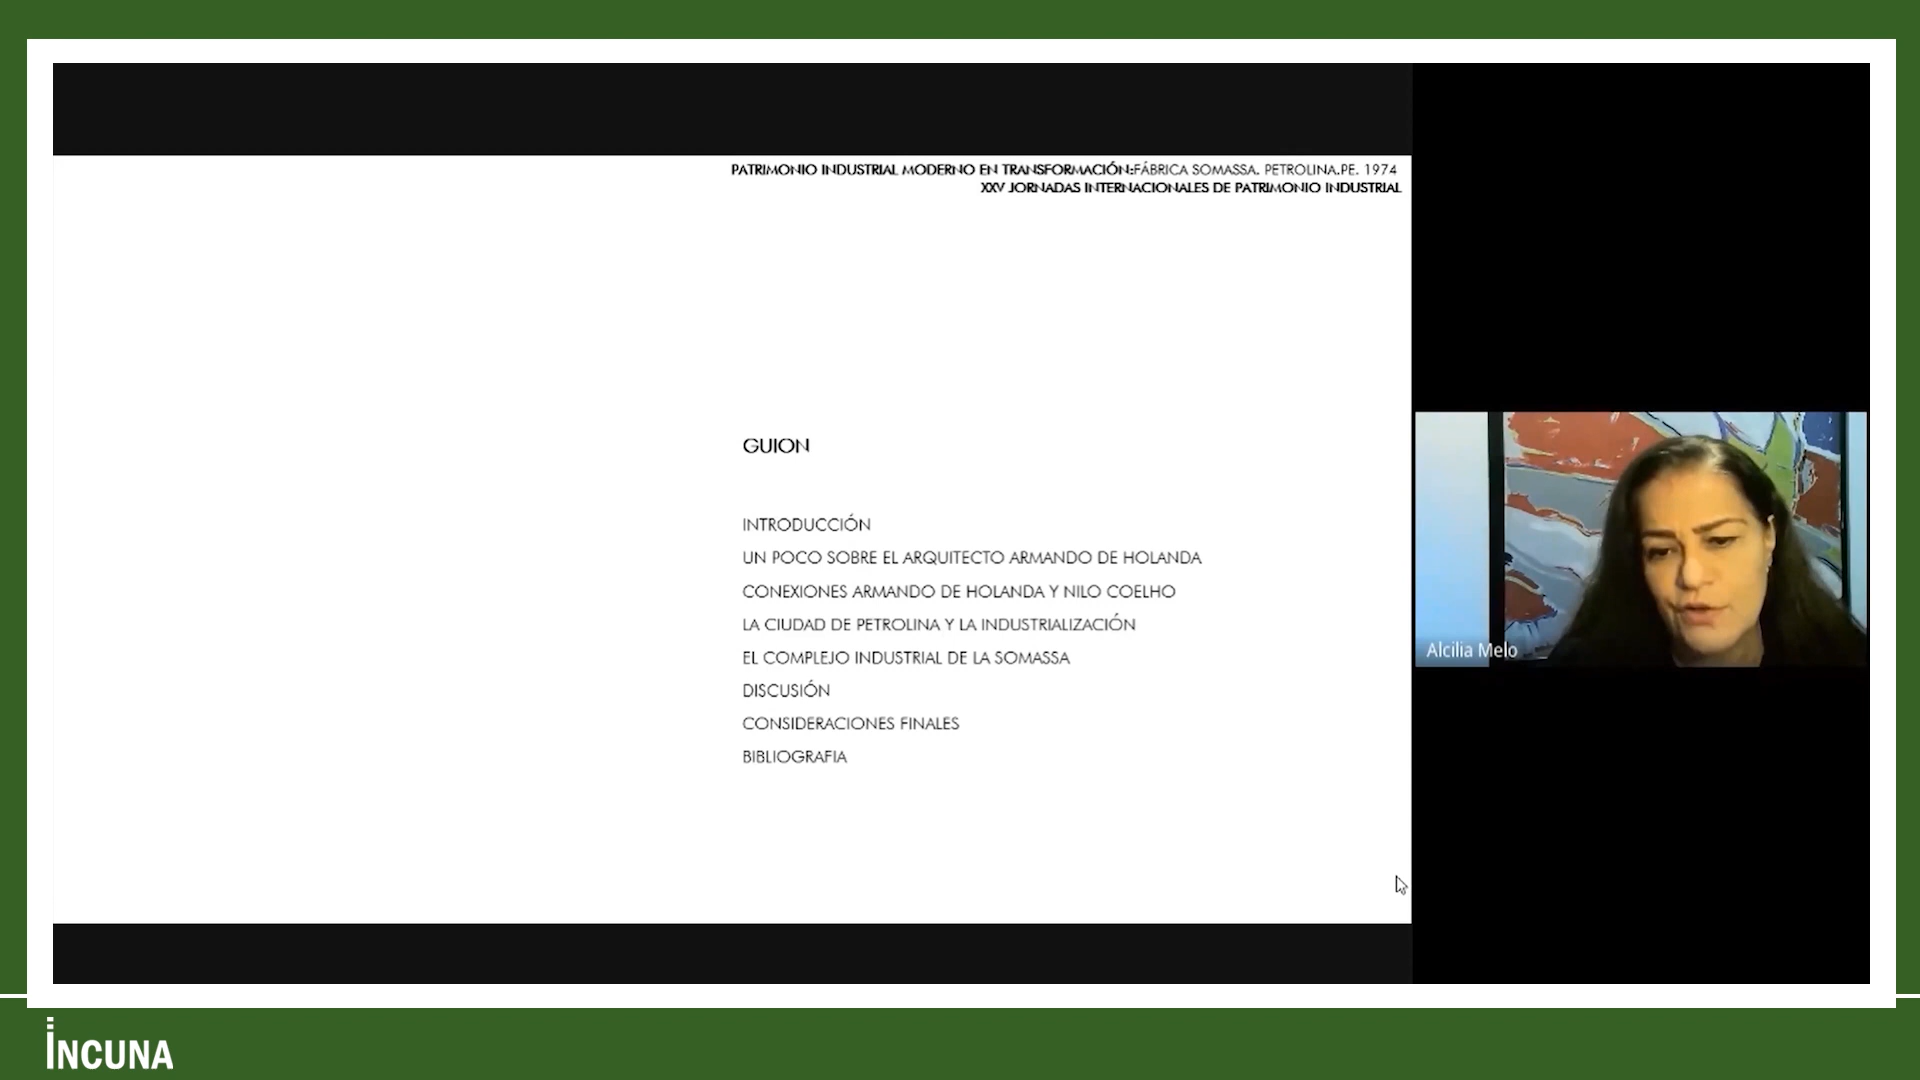 PATRIMONIO INDUSTRIAL MODERNO EN TRANSFORMACIÓN:FÁBRICA SOMASSA. PETROLINA.PE. 1974
XXV JORNADAS INTERNACIONALES DE PATRIMONIO INDUSTRIAL
GUION
INTRODUCCIÓN
UN POCO SOBRE EL ARQUITECTO ARMANDO DE HOLANDA
CONEXIONES ARMANDO DE HOLANDA Y NILO COELHO
LA CIUDAD DE PETROLINA Y LA INDUSTRIALIZACIÓN
EL COMPLEJO INDUSTRIAL DE LA SOMASSA
DISCUSIÓN
CONSIDERACIONES FINALES
BIBLIOGRAFIA
Alcilia Melo
INCUNA